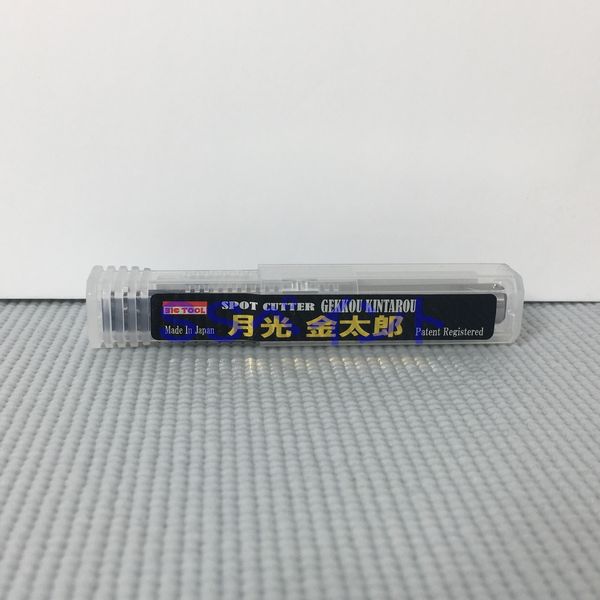 BIC TOOL
SPOT CUTTER GEKKOU KINTAROU
Made In Japan
月光 金太郎
Patent Registered